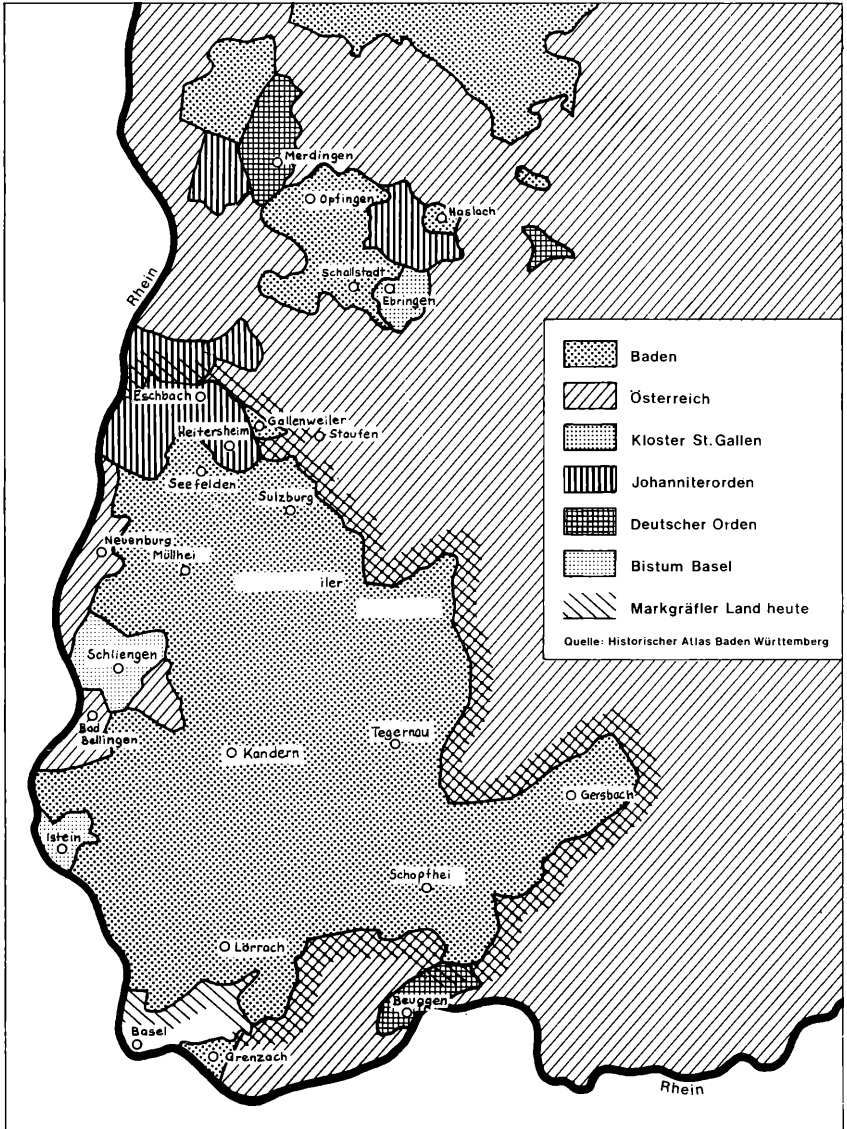 Merdingen
Opfingen
Haslach
Schallstadt
Ebringen
Rhein
Eschbach
Gallenweiler
Heitersheim
Staufen
Seefelden
Sulzburg
Neuenburg
Müllhei
iler
Schliengen
Bad
Bellingen
Tegernau
Kandern
Gersbach
Istein
Schopfhei
Lörrach
Beuggen
Basel
Grenzach
Rhein
Baden
Österreich
Kloster St. Gallen
Johanniterorden
Deutscher Orden
Bistum Basel
Markgräfler Land heute
Quelle: Historischer Atlas Baden Württemberg